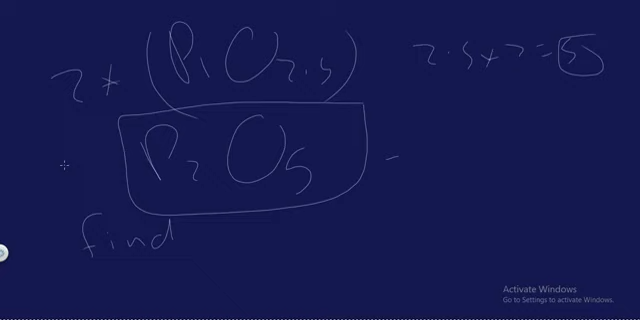 2 * (P₁O₂.₅) 2.5 x 2 = 5
P₂O₅
find
Activate Windows
Go to Settings to activate Windows.